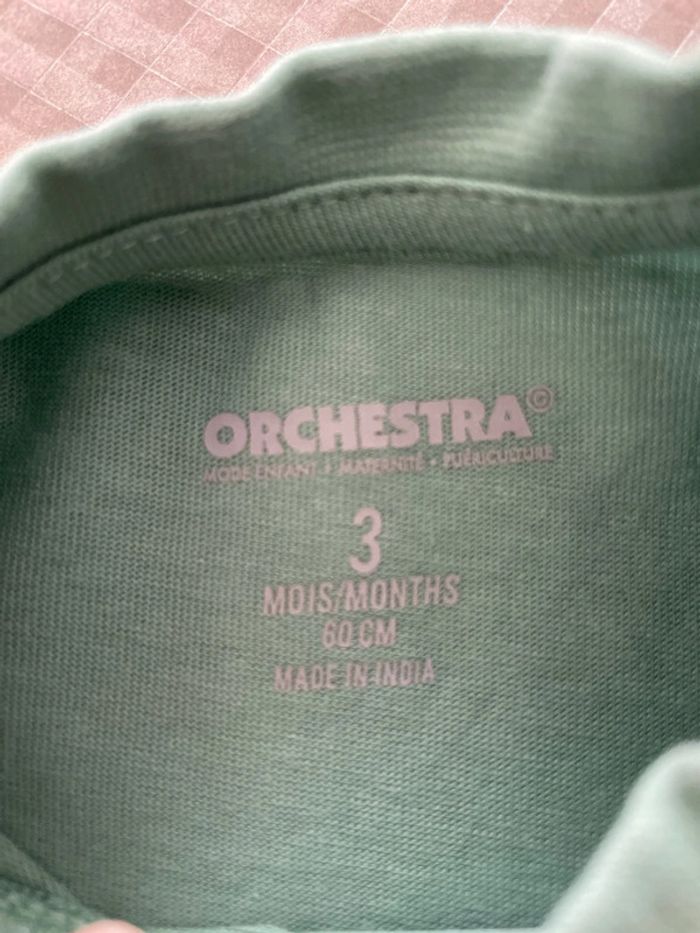 ORCHESTRA©
MODE ENFANT • MATERNITÉ • PUÉRICULTURE
3
MOIS/MONTHS
60 CM
MADE IN INDIA